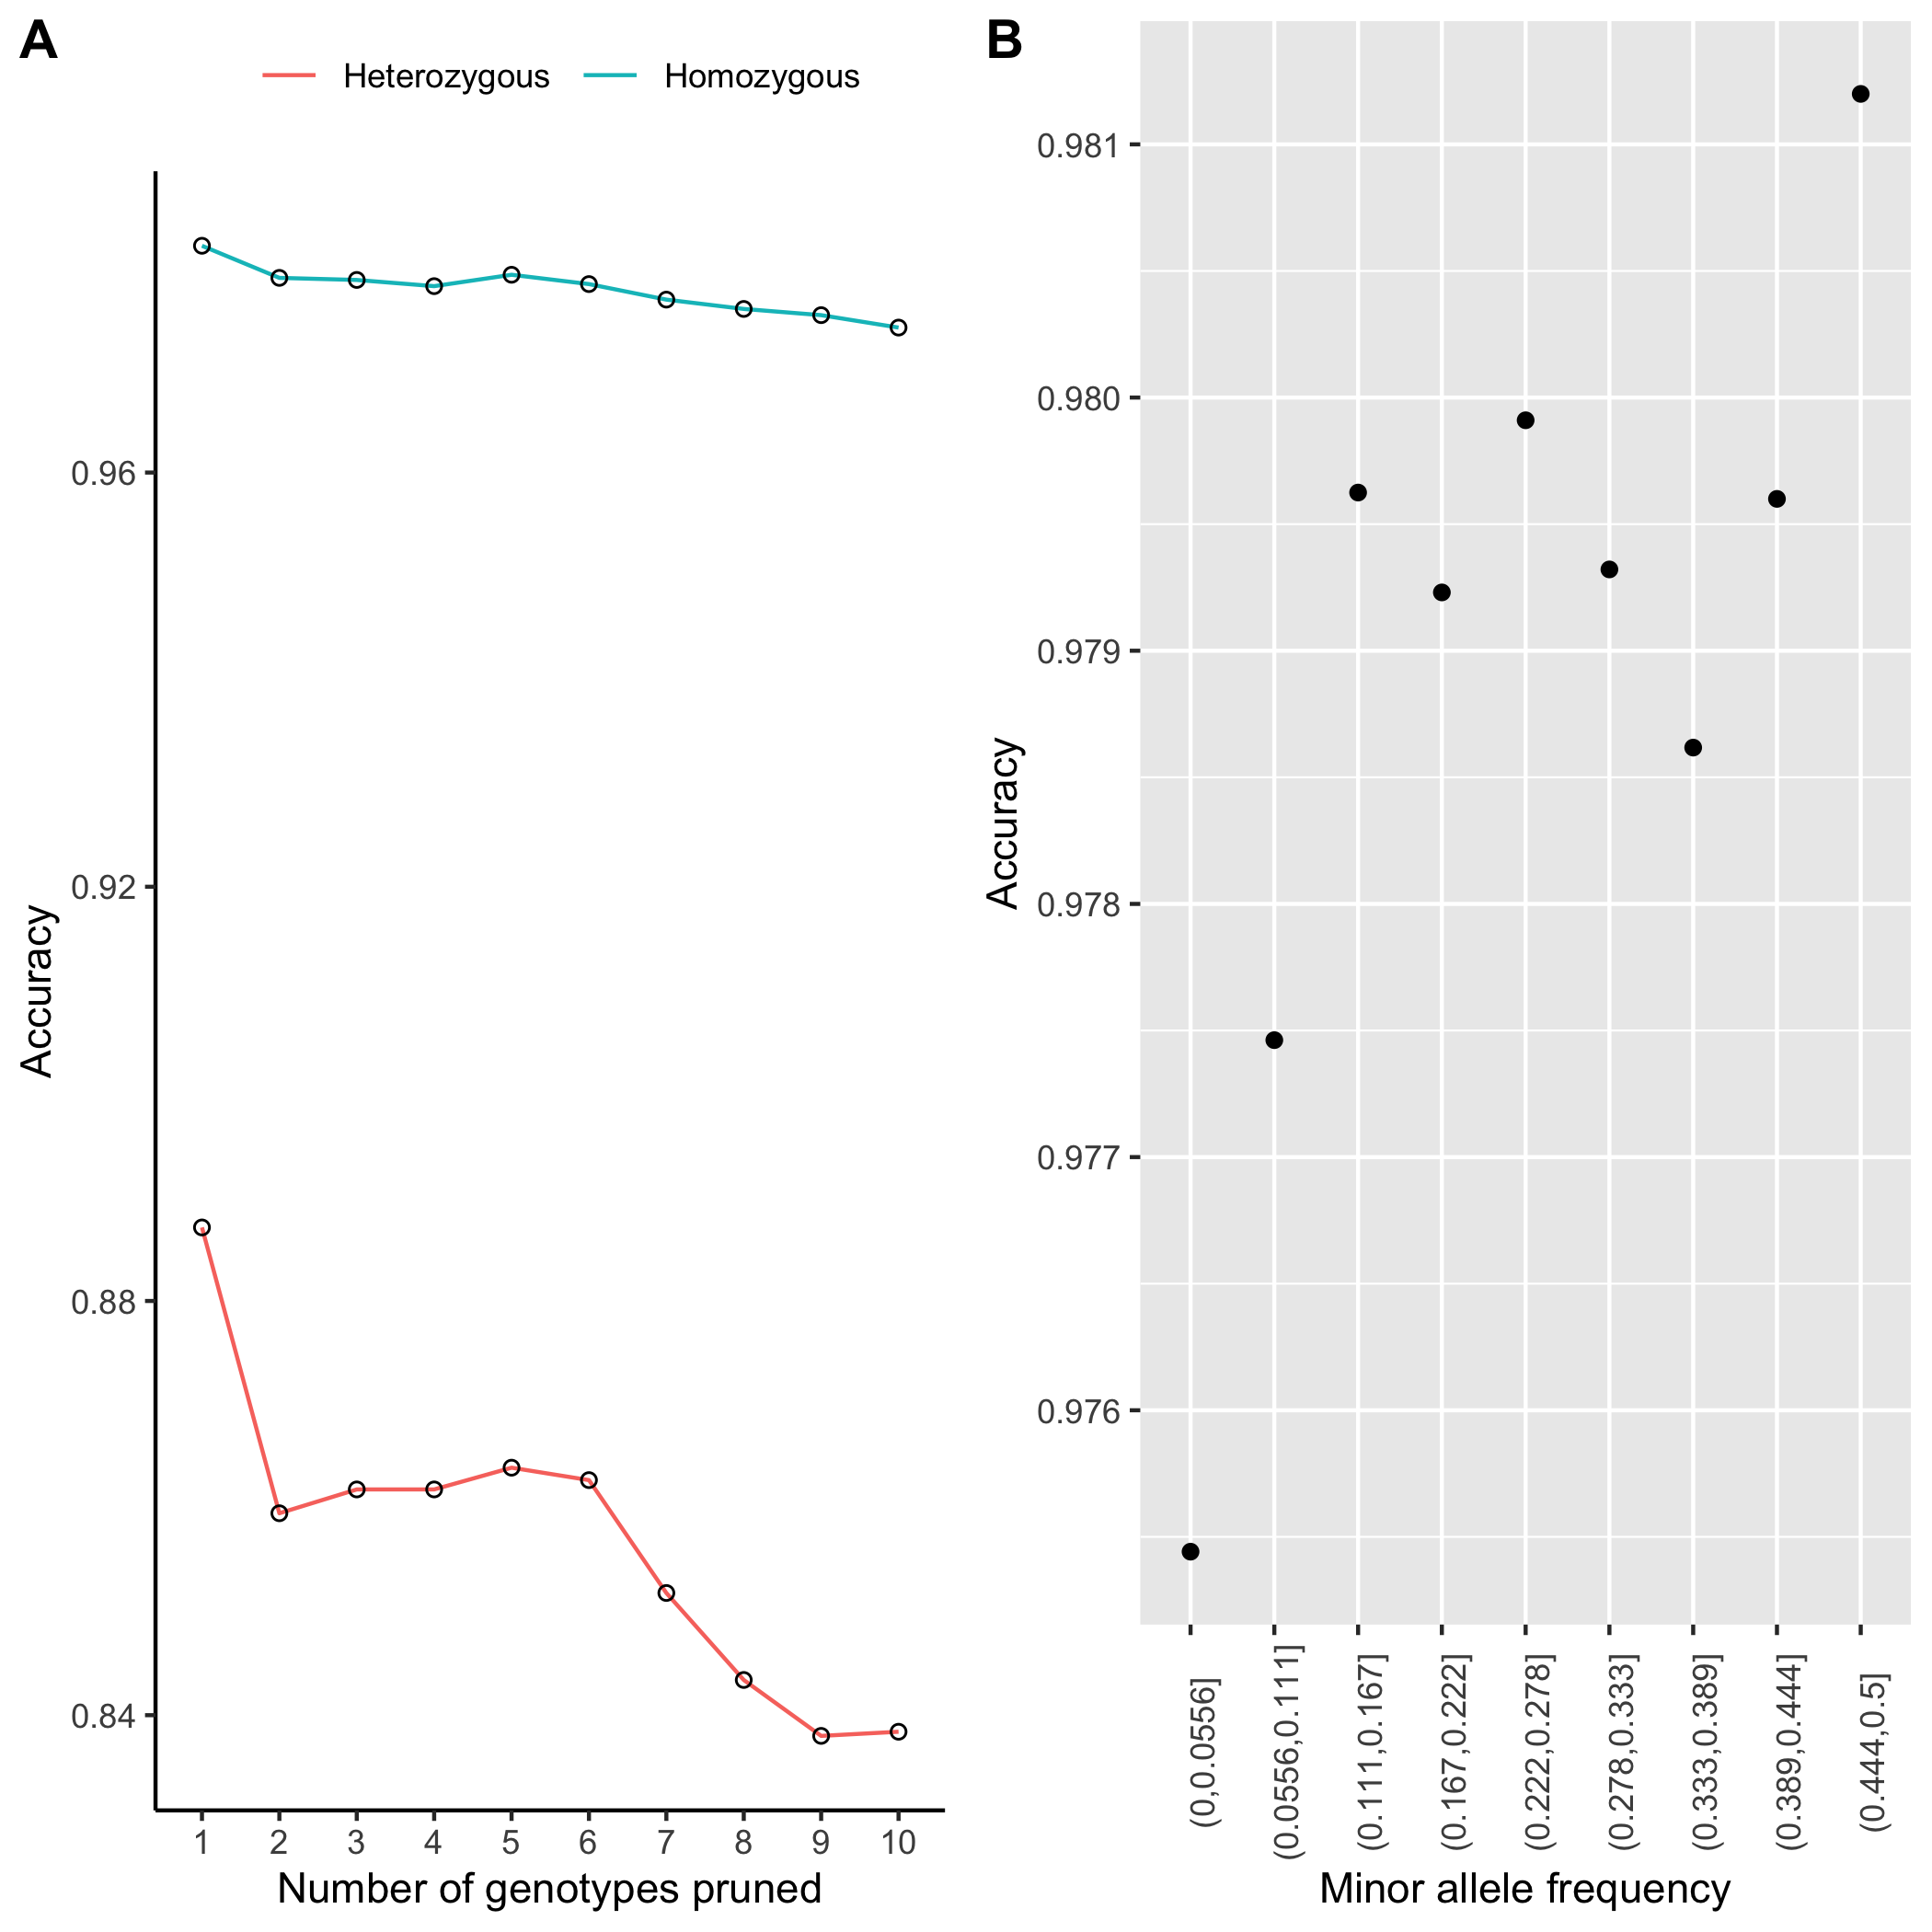 A
Heterozygous Homozygous
Accuracy
0.96
0.92
0.88
0.84
1 2 3 4 5 6 7 8 9 10
Number of genotypes pruned
B
Accuracy
0.981
0.980
0.979
0.978
0.977
0.976
(0,0.0556]
(0.0556,0.111]
(0.111,0.167]
(0.167,0.222]
(0.222,0.278]
(0.278,0.333]
(0.333,0.389]
(0.389,0.444]
(0.444,0.5]
Minor allele frequency